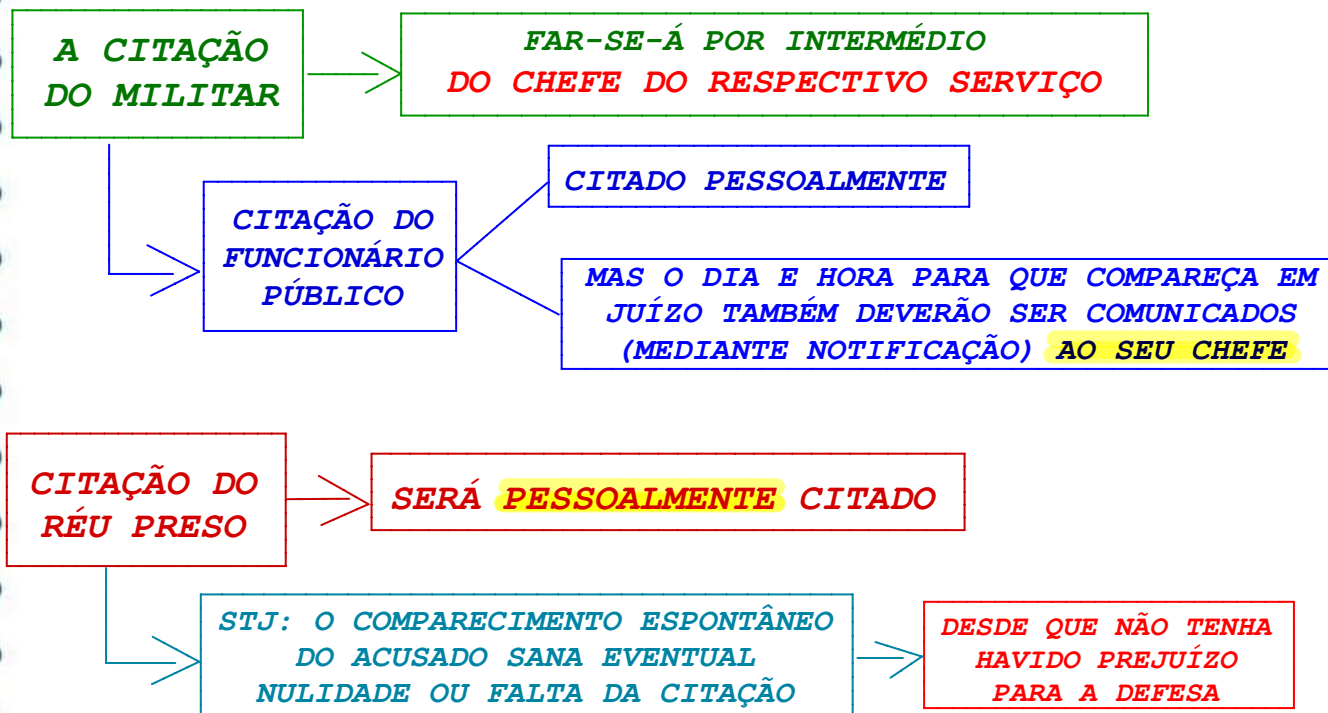 A CITAÇÃO
DO MILITAR
FAR-SE-Á POR INTERMÉDIO
DO CHEFE DO RESPECTIVO SERVIÇO
CITAÇÃO DO
FUNCIONÁRIO
PÚBLICO
CITADO PESSOALMENTE
MAS O DIA E HORA PARA QUE COMPAREÇA EM
JUÍZO TAMBÉM DEVERÃO SER COMUNICADOS
(MEDIANTE NOTIFICAÇÃO) AO SEU CHEFE
CITAÇÃO DO
RÉU PRESO
SERÁ PESSOALMENTE CITADO
STJ: O COMPARECIMENTO ESPONTÂNEO
DO ACUSADO SANA EVENTUAL
NULIDADE OU FALTA DA CITAÇÃO
DESDE QUE NÃO TENHA
HAVIDO PREJUÍZO
PARA A DEFESA